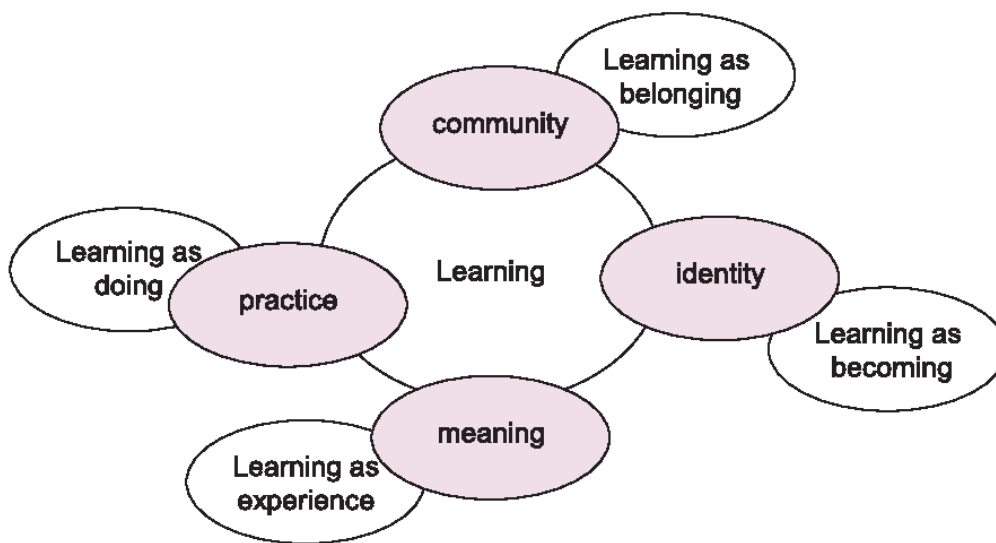 Learning as
belonging
community
Learning as
doing
practice
Learning
identity
Learning as
becoming
meaning
Learning as
experience